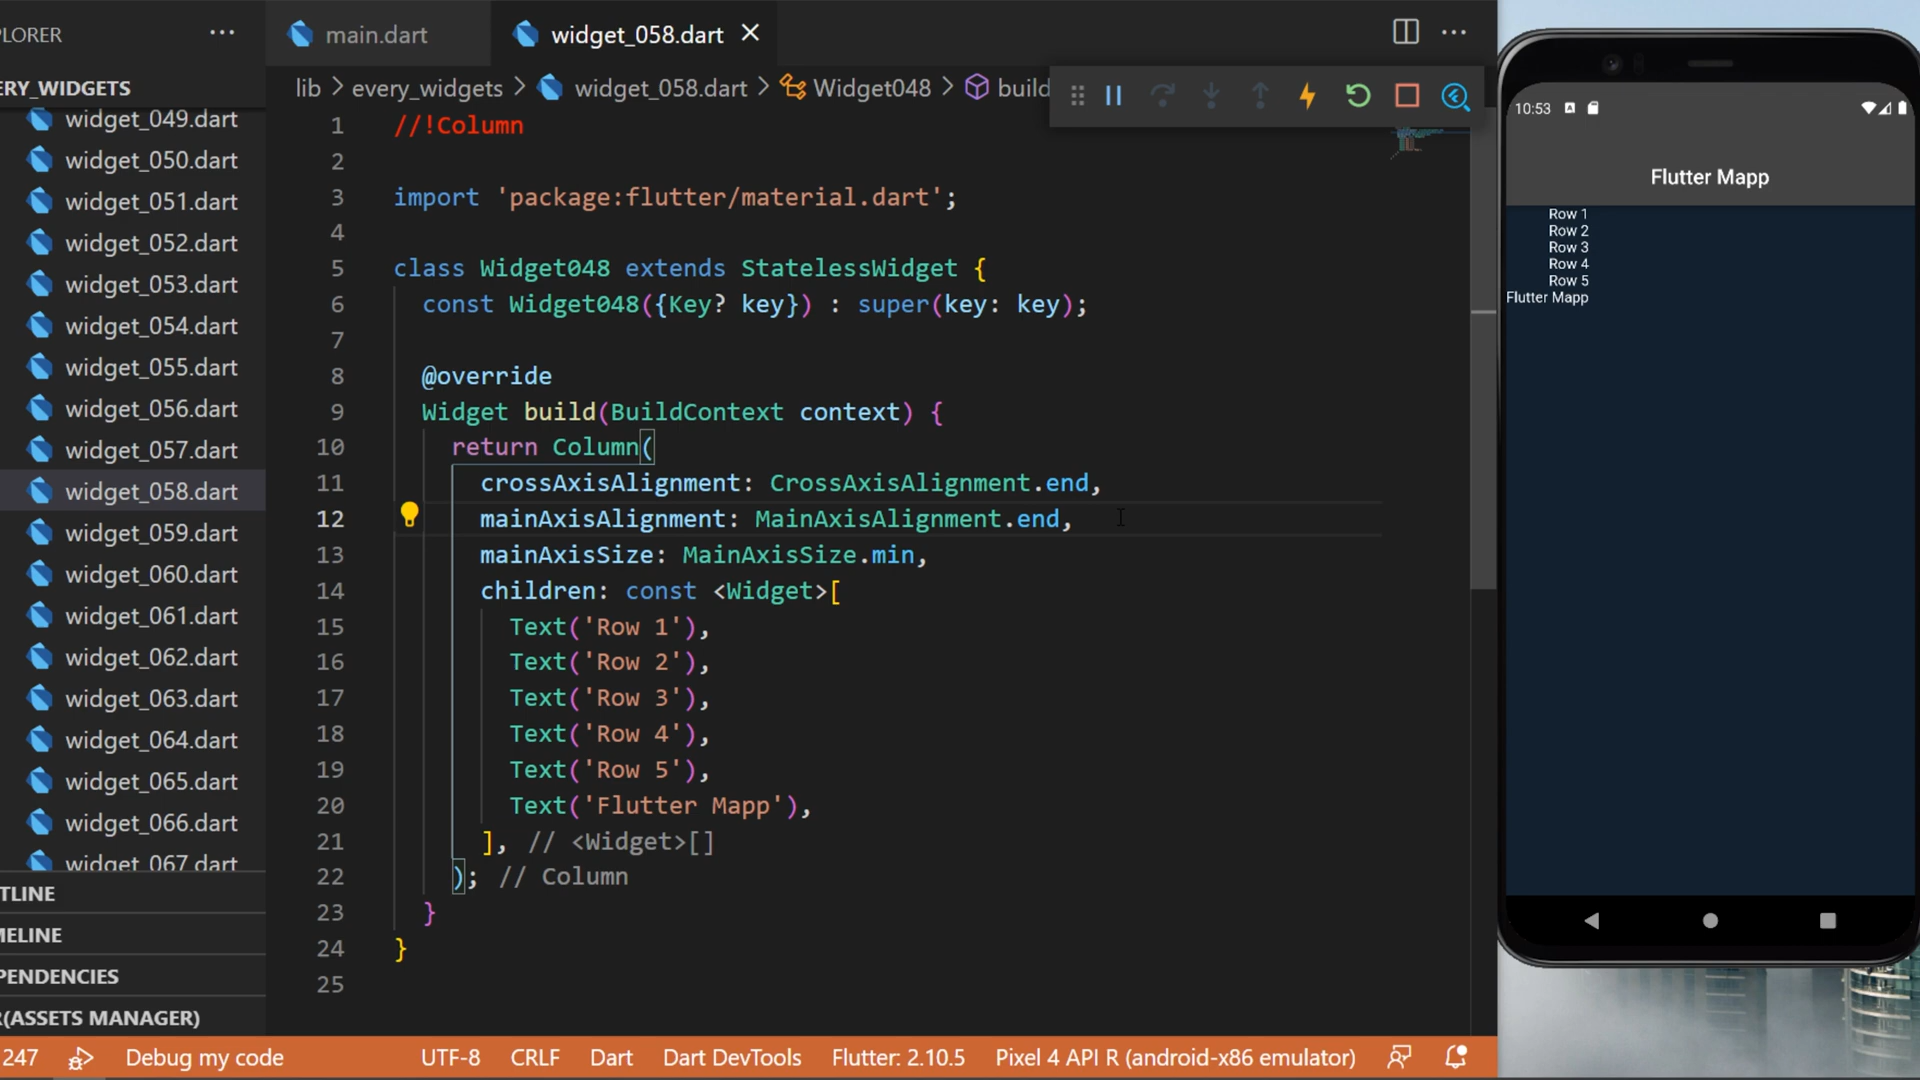 PLORER
main.dart
widget_058.dart
ERY_WIDGETS
lib > every_widgets > widget_058.dart > Widget048 > build
widget_049.dart
widget_050.dart
widget_051.dart
widget_052.dart
widget_053.dart
widget_054.dart
widget_055.dart
widget_056.dart
widget_057.dart
widget_058.dart
widget_059.dart
widget_060.dart
widget_061.dart
widget_062.dart
widget_063.dart
widget_064.dart
widget_065.dart
widget_066.dart
widget_067.dart
TLINE
MELINE
PENDENCIES
R(ASSETS MANAGER)
1 //!Column
2
3 import 'package:flutter/material.dart';
4
5 class Widget048 extends StatelessWidget {
6 const Widget048({Key? key}) : super(key: key);
7
8 @override
9 Widget build(BuildContext context) {
10 return Column(
11 crossAxisAlignment: CrossAxisAlignment.end,
12 mainAxisAlignment: MainAxisAlignment.end,
13 mainAxisSize: MainAxisSize.min,
14 children: const <Widget>[
15 Text('Row 1'),
16 Text('Row 2'),
17 Text('Row 3'),
18 Text('Row 4'),
19 Text('Row 5'),
20 Text('Flutter Mapp'),
21 ], // <Widget>[]
22 ); // Column
23 }
24 }
25
10:53
Flutter Mapp
Row 1
Row 2
Row 3
Row 4
Row 5
Flutter Mapp
247 Debug my code UTF-8 CRLF Dart Dart DevTools Flutter: 2.10.5 Pixel 4 API R (android-x86 emulator)